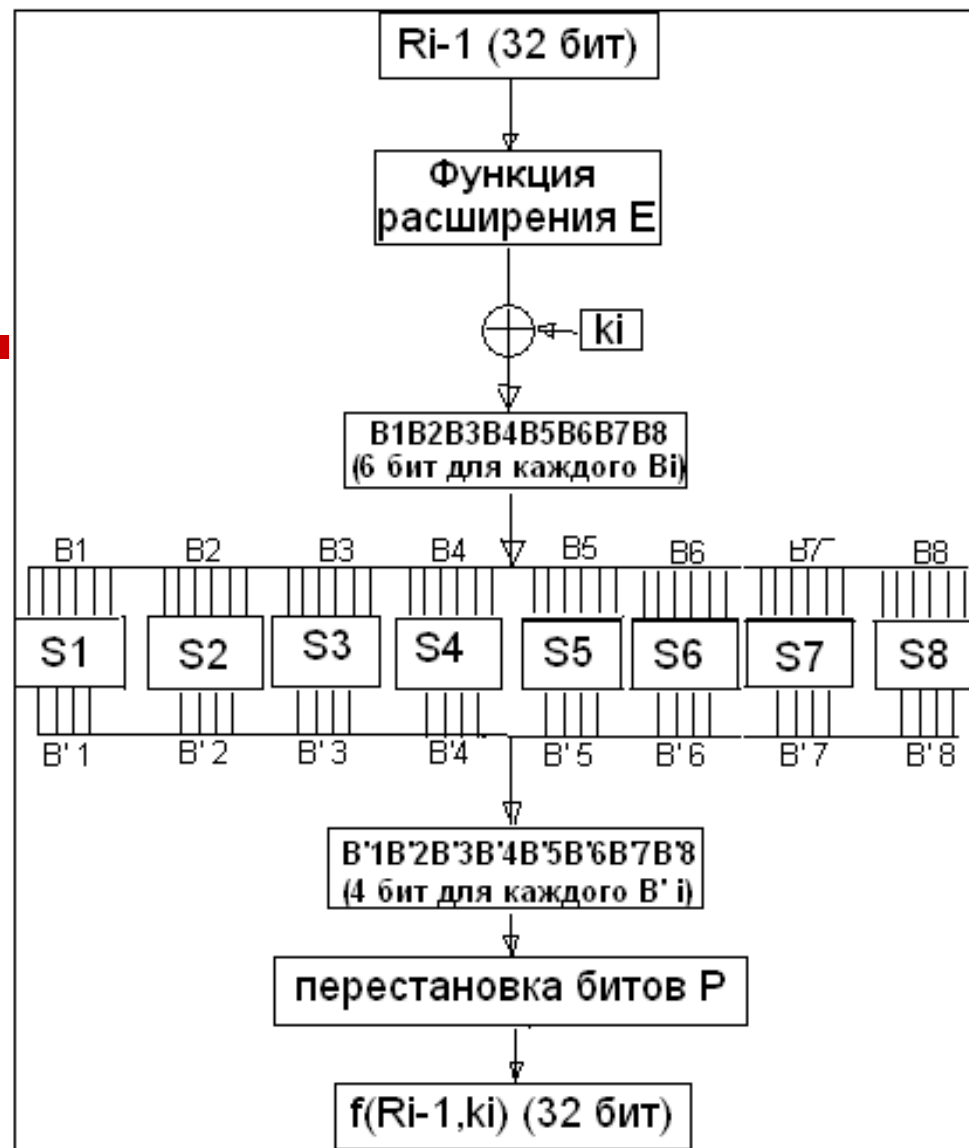 Ri-1 (32 бит)
Функция
расширения E
ki
B1B2B3B4B5B6B7B8
(6 бит для каждого Bi)
B1 B2 B3 B4 B5 B6 B7 B8
S1 S2 S3 S4 S5 S6 S7 S8
B'1 B'2 B'3 B'4 B'5 B'6 B'7 B'8
B'1B'2B'3B'4B'5B'6B'7B'8
(4 бит для каждого B' i)
перестановка битов P
f(Ri-1,ki) (32 бит)